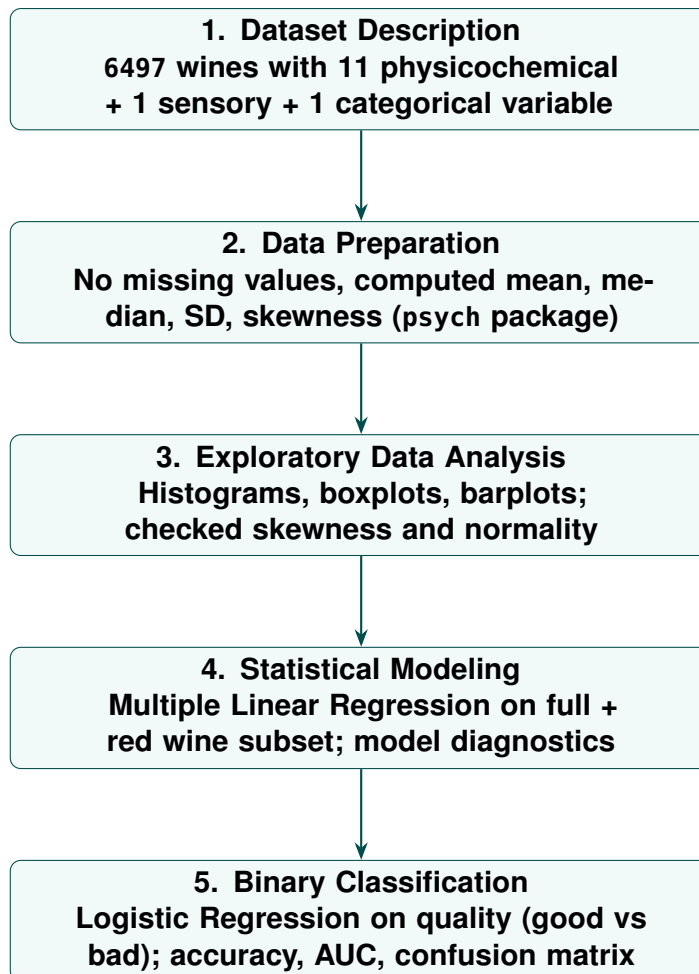 1. Dataset Description
6497 wines with 11 physicochemical
+ 1 sensory + 1 categorical variable
2. Data Preparation
No missing values, computed mean, me-
dian, SD, skewness (psych package)
3. Exploratory Data Analysis
Histograms, boxplots, barplots;
checked skewness and normality
4. Statistical Modeling
Multiple Linear Regression on full +
red wine subset; model diagnostics
5. Binary Classification
Logistic Regression on quality (good vs
bad); accuracy, AUC, confusion matrix